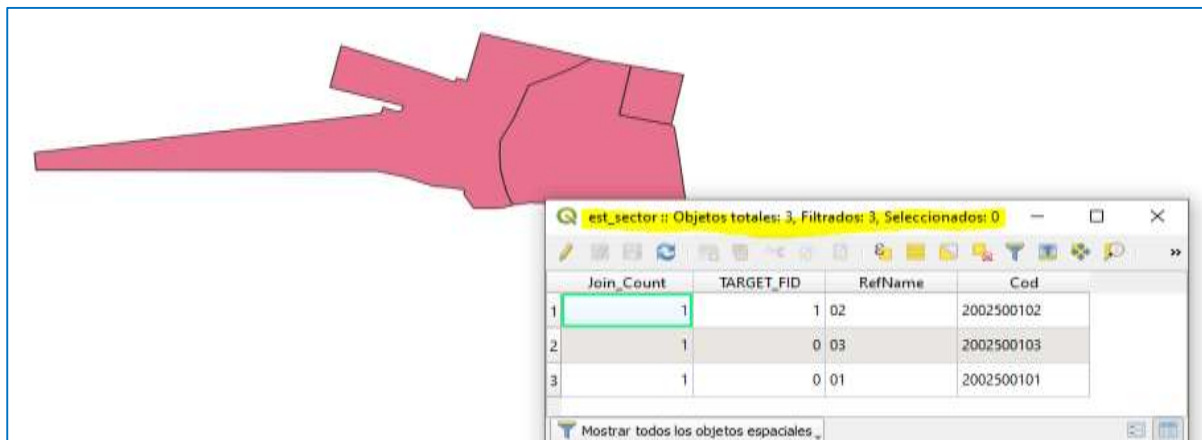 est_sector :: Objetos totales: 3, Filtrados: 3, Seleccionados: 0
Join_Count TARGET_FID RefName Cod
1 1 1 02 2002500102
2 1 0 03 2002500103
3 1 0 01 2002500101
Mostrar todos los objetos espaciales